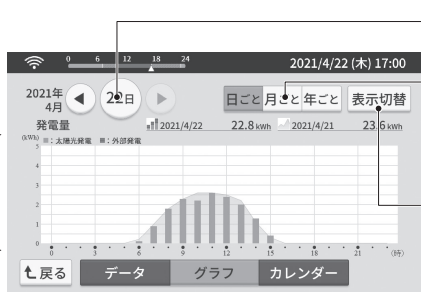 0 6 12 18 24
2021/4/22 (木) 17:00
2021年
4月
◀ 22日 ▶
日ごと 月ごと 年ごと 表示切替
発電量 2021/4/22 22.8 kWh 2021/4/21 23.6 kWh
(kWh) ■：太陽光発電 ■：外部発電
5
4
3
2
1
0
0 3 6 9 12 15 18 21 (時)
戻る データ グラフ カレンダー